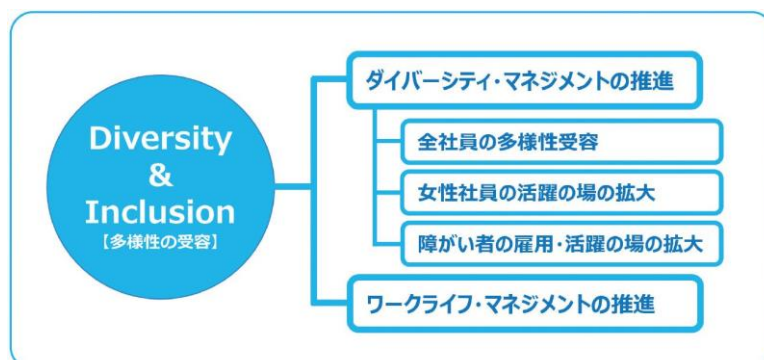 Diversity
&
Inclusion
【多様性の受容】
ダイバーシティ・マネジメントの推進
全社員の多様性受容
女性社員の活躍の場の拡大
障がい者の雇用・活躍の場の拡大
ワークライフ・マネジメントの推進